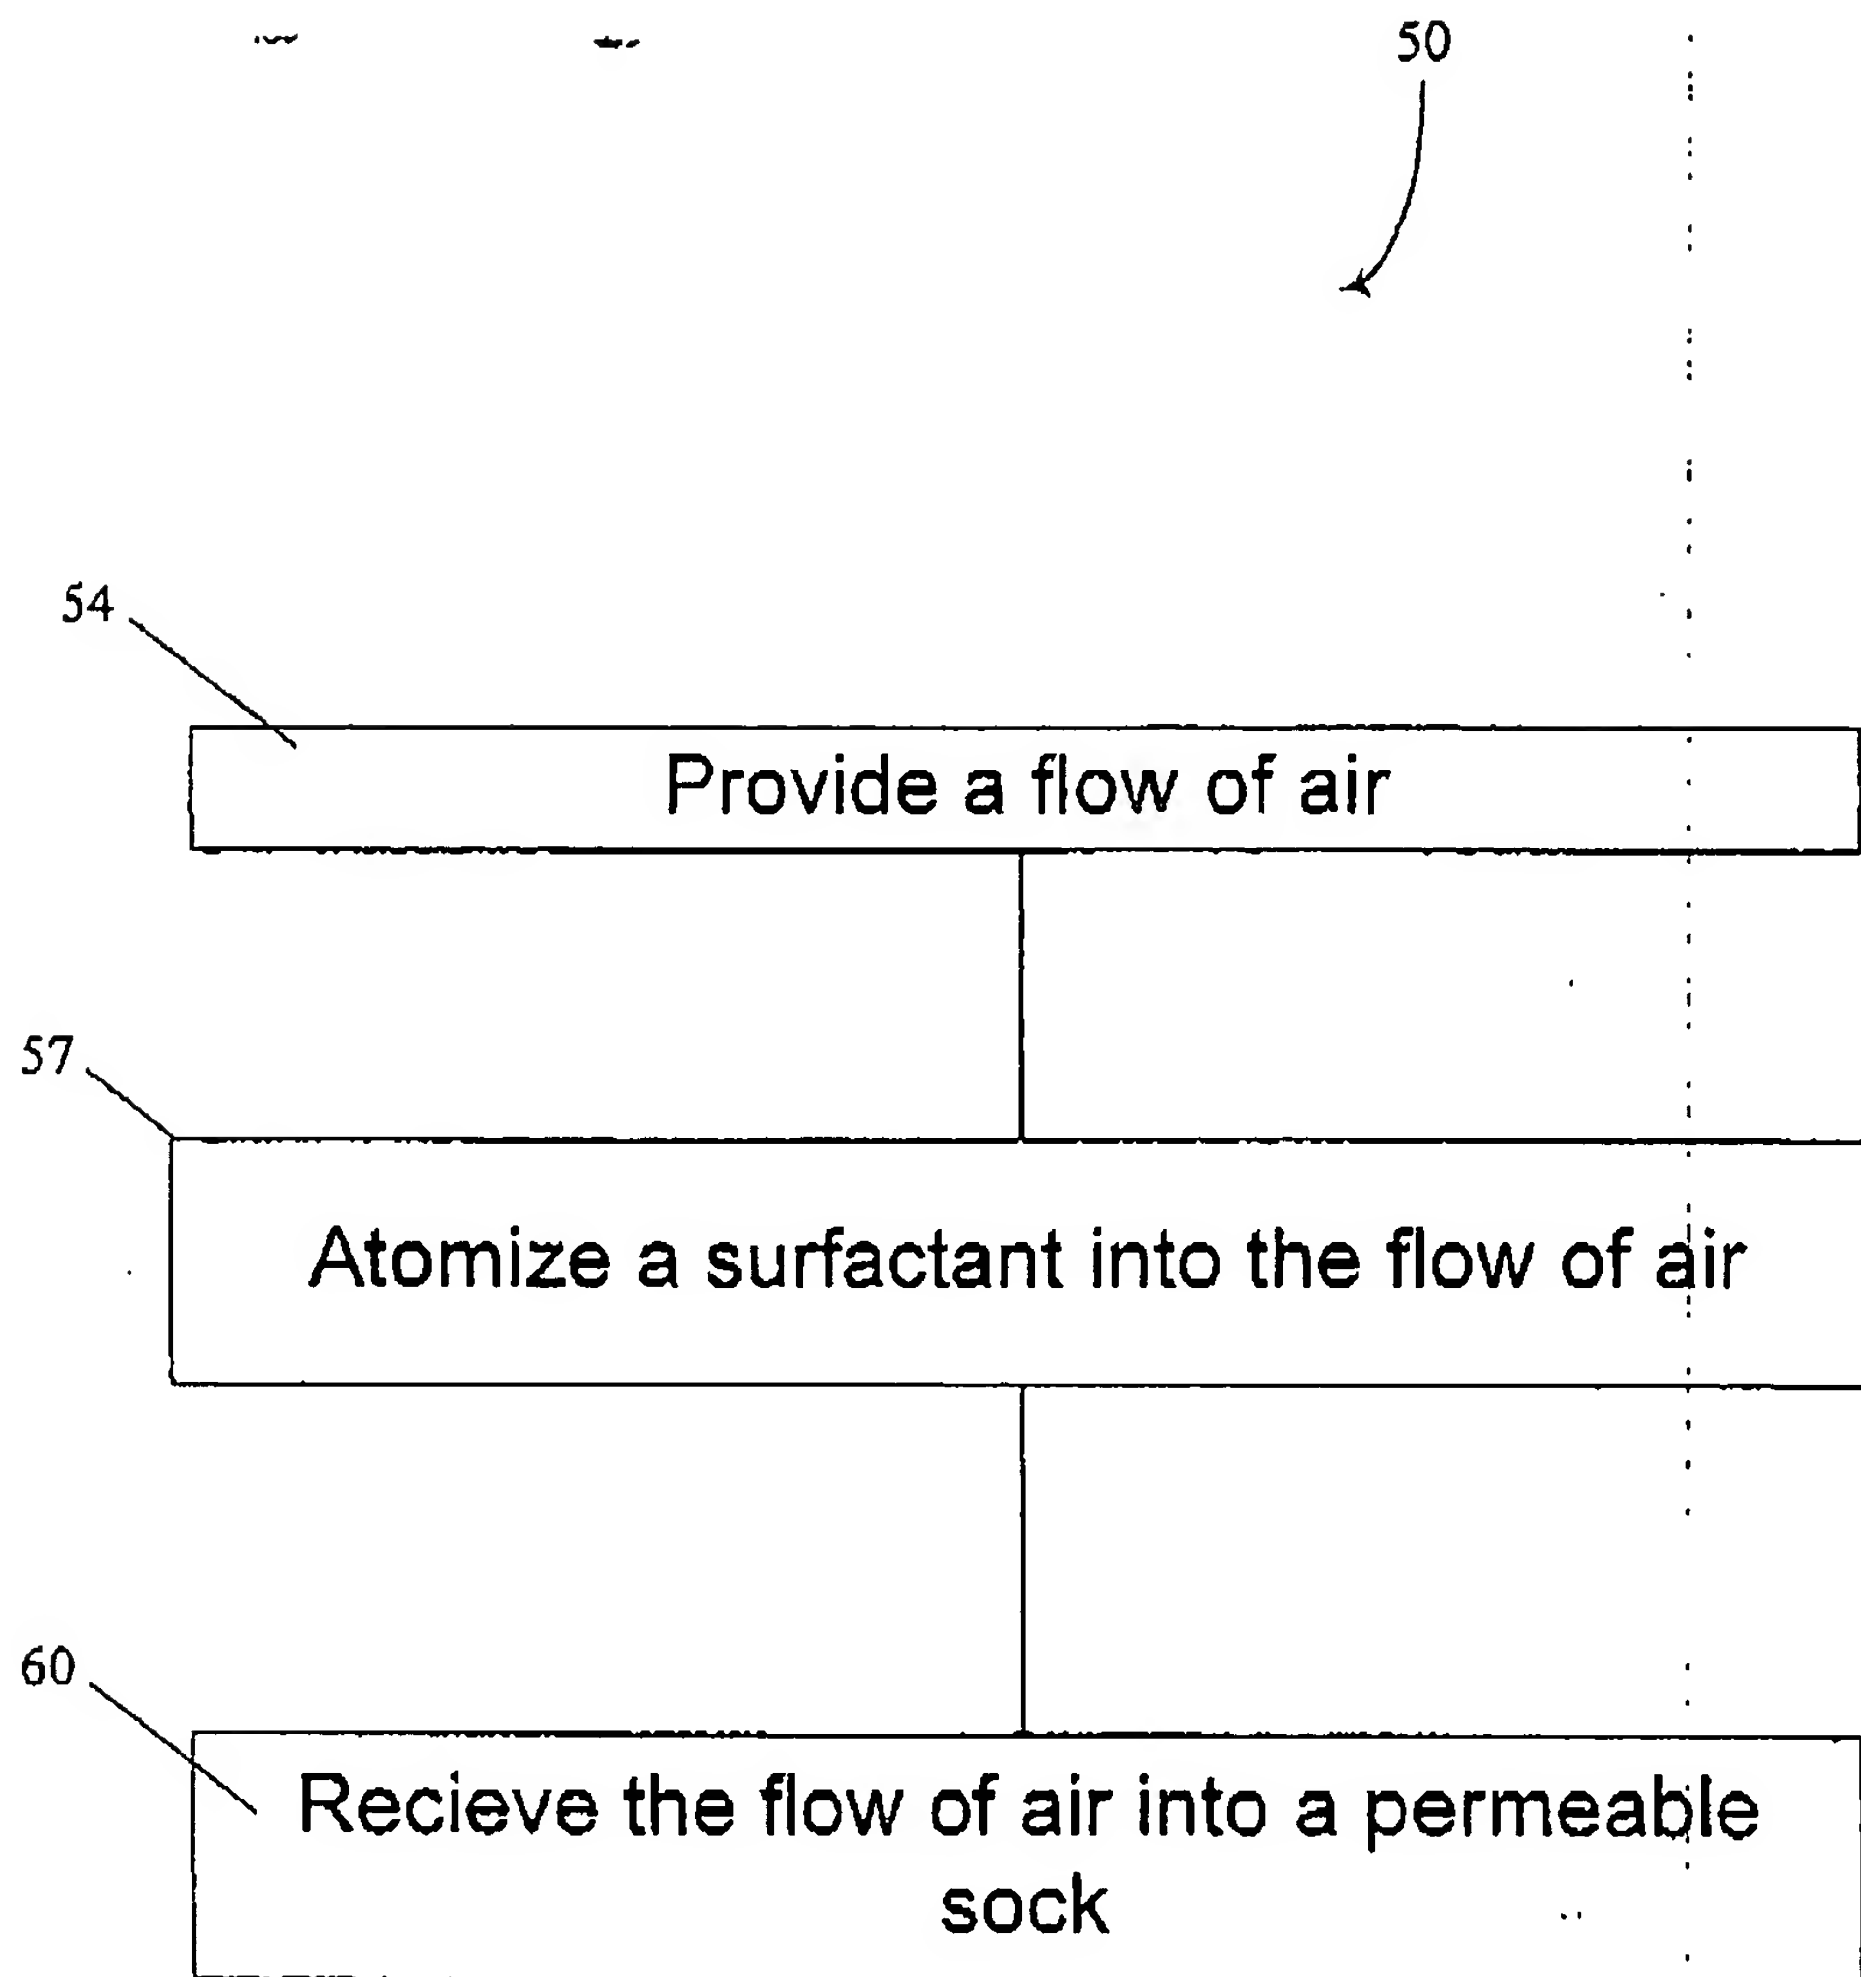 50
54
Provide a flow of air
57
Atomize a surfactant into the flow of air
60
Recieve the flow of air into a permeable
sock